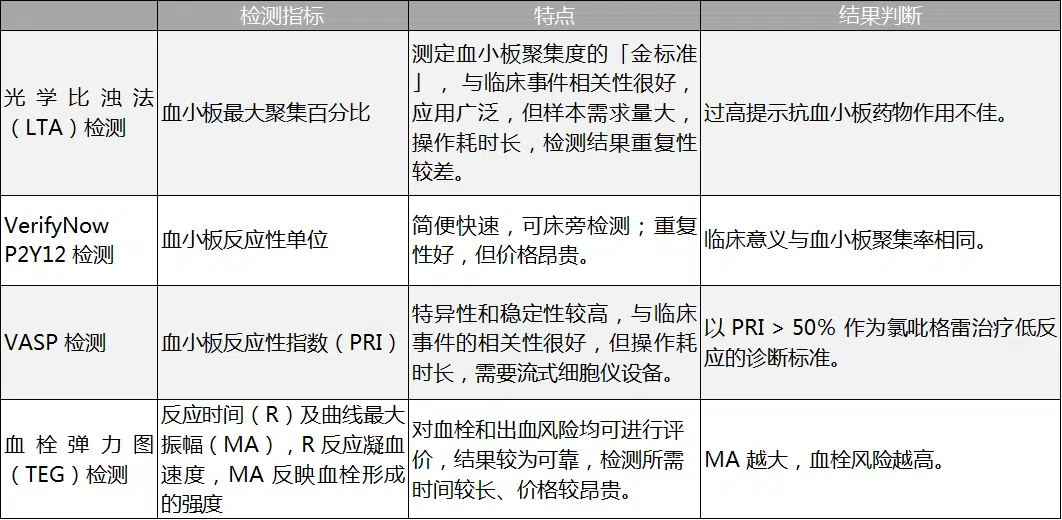 检测指标
特点
结果判断
光学比浊法
（LTA）检测
血小板最大聚集百分比
测定血小板聚集度的「金标准
」，与临床事件相关性很好，
应用广泛，但样本需求量大，
操作耗时长，检测结果重复性
较差。
过高提示抗血小板药物作用不佳。
VerifyNow
P2Y12 检测
血小板反应性单位
简便快速，可床旁检测；重复
性好，但价格昂贵。
临床意义与血小板聚集率相同。
VASP 检测
血小板反应性指数（PRI）
特异性和稳定性较高，与临床
事件的相关性很好，但操作耗
时长，需要流式细胞仪设备。
以 PRI > 50% 作为氯吡格雷治疗低反
应的诊断标准。
血栓弹力图
（TEG）检测
反应时间（R）及曲线最大
振幅（MA），R 反应凝血
速度，MA 反映血栓形成
的强度
对血栓和出血风险均可进行评
价，结果较为可靠，检测所需
时间较长、价格较昂贵。
MA 越大，血栓风险越高。